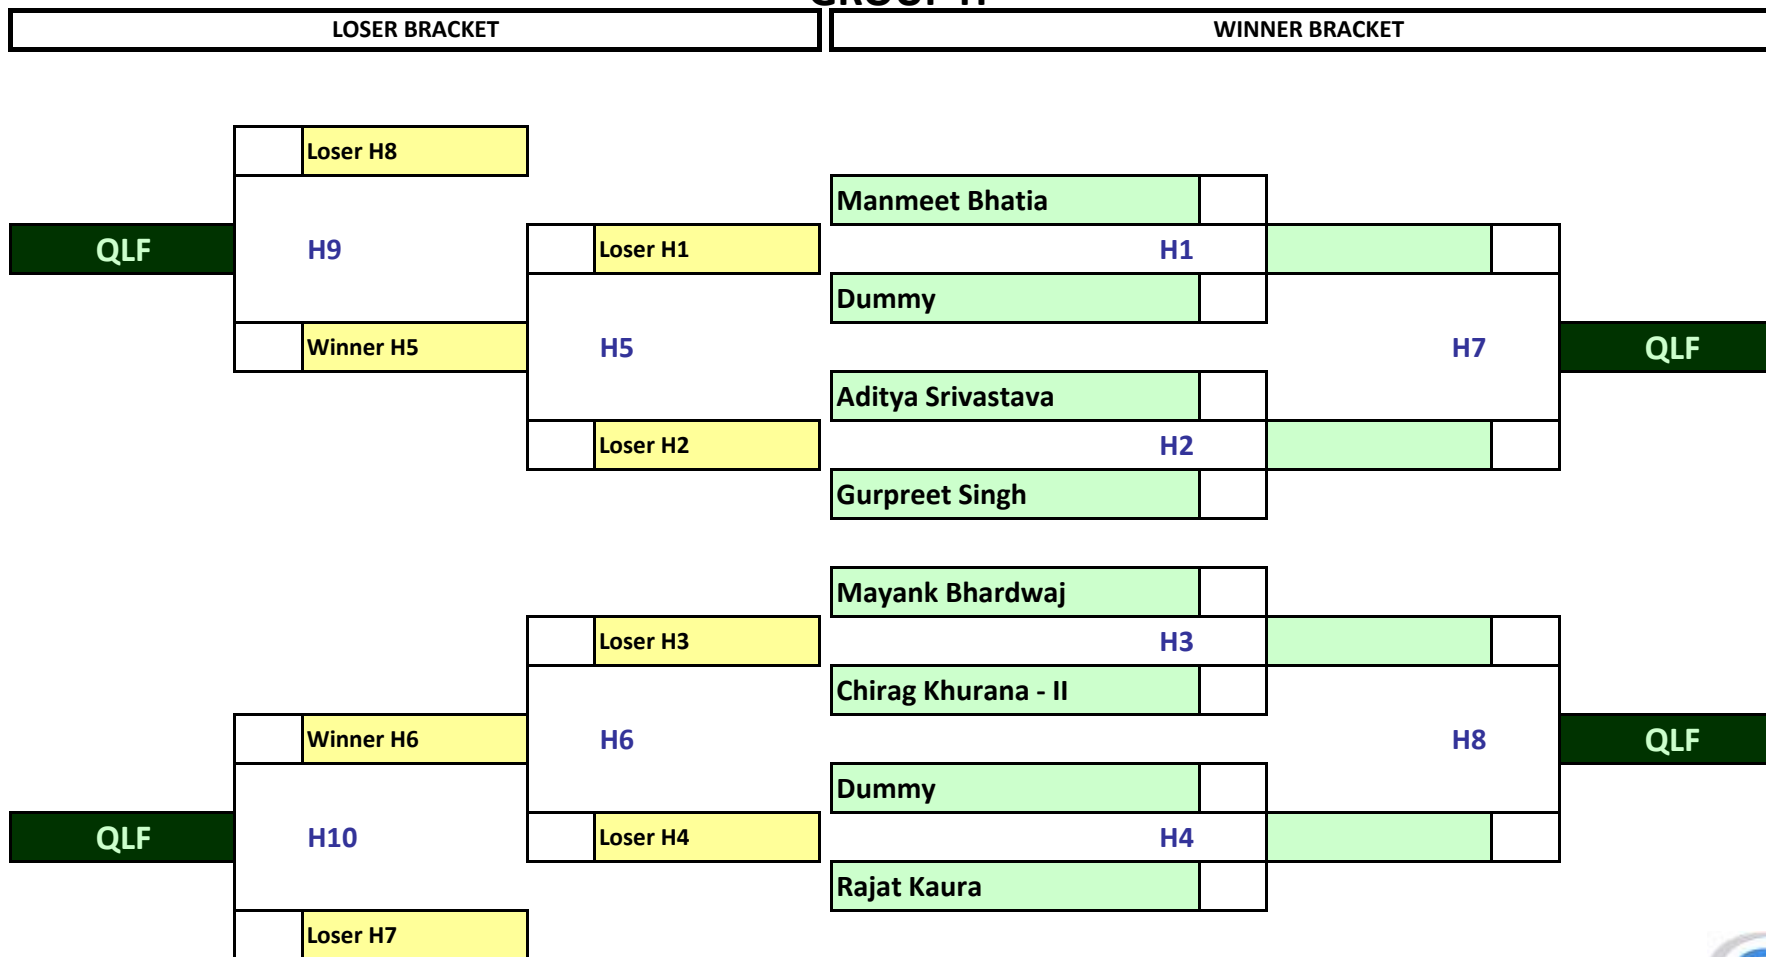 LOSER BRACKET
WINNER BRACKET
Loser H8
Manmeet Bhatia
QLF
H9
Loser H1
H1
Dummy
Winner H5
H5
H7
QLF
Aditya Srivastava
Loser H2
H2
Gurpreet Singh
Mayank Bhardwaj
Loser H3
H3
Chirag Khurana - II
Winner H6
H6
H8
QLF
Dummy
QLF
H10
Loser H4
H4
Rajat Kaura
Loser H7